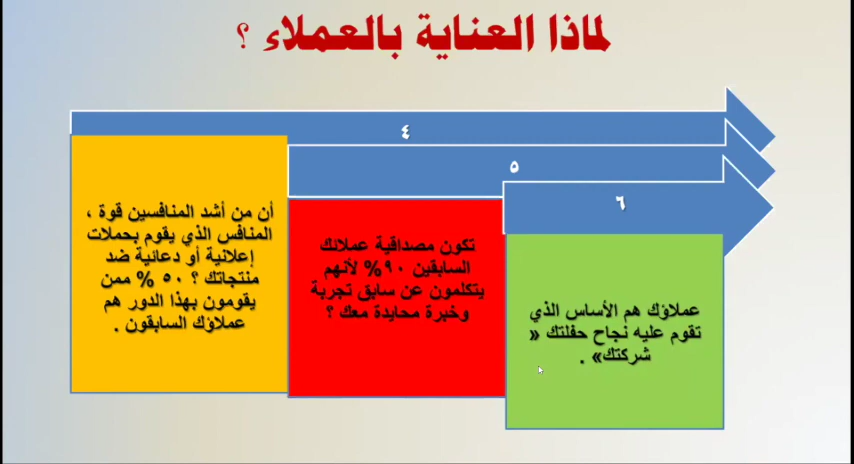 لماذا العناية بالعملاء ؟
٤
أن من أشد المنافسين قوة ،
المنافس الذي يقوم بحملات
إعلانية أو دعائية ضد
منتجاتك ؟ ٥٠ % ممن
يقومون بهذا الدور هم
عملاؤك السابقون .
٥
تكون مصداقية عملائك
السابقين ٩٠% لأنهم
يتكلمون عن سابق تجربة
وخبرة محايدة معك ؟
٦
عملاؤك هم الأساس الذي
تقوم عليه نجاح حفلتك «
شركتك» .